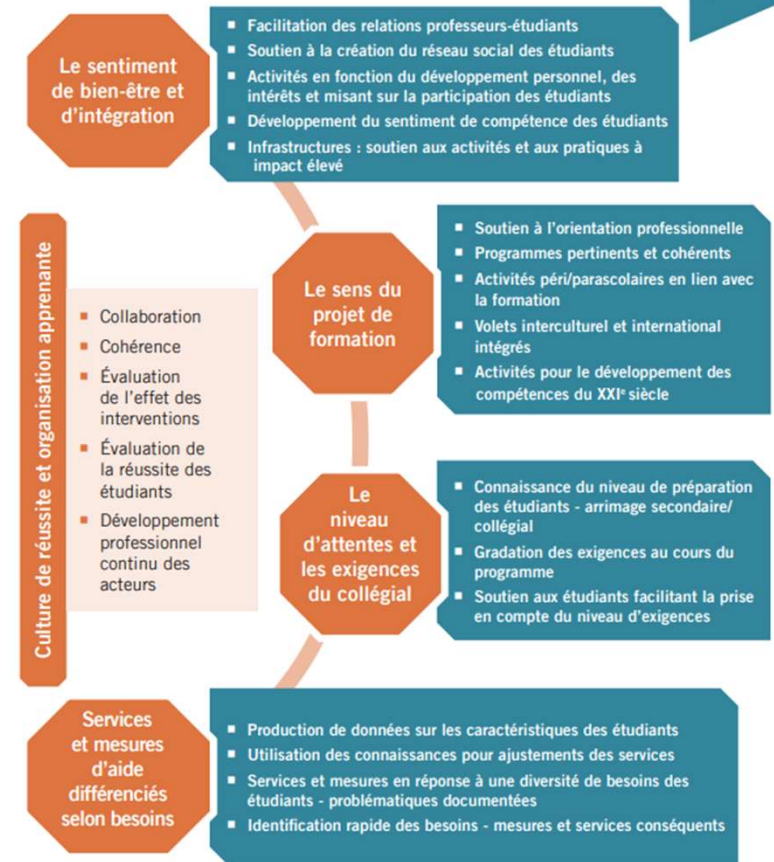 Le sentiment
de bien-être et
d'intégration
▪ Facilitation des relations professeurs-étudiants
▪ Soutien à la création du réseau social des étudiants
▪ Activités en fonction du développement personnel, des
intérêts et misant sur la participation des étudiants
▪ Développement du sentiment de compétence des étudiants
▪ Infrastructures : soutien aux activités et aux pratiques à
impact élevé
Culture de réussite et organisation apprenante
▪ Collaboration
▪ Cohérence
▪ Évaluation
de l'effet des
interventions
▪ Évaluation de
la réussite des
étudiants
▪ Développement
professionnel
continu des
acteurs
Le sens du
projet de
formation
▪ Soutien à l'orientation professionnelle
▪ Programmes pertinents et cohérents
▪ Activités péri/parascolaires en lien avec
la formation
▪ Volets interculturel et international
intégrés
▪ Activités pour le développement des
compétences du XXIe siècle
Le
niveau
d'attentes et
les exigences
du collégial
▪ Connaissance du niveau de préparation
des étudiants - arrimage secondaire/
collégial
▪ Gradation des exigences au cours du
programme
▪ Soutien aux étudiants facilitant la prise
en compte du niveau d'exigences
Services
et mesures
d'aide
différenciés
selon besoins
▪ Production de données sur les caractéristiques des étudiants
▪ Utilisation des connaissances pour ajustements des services
▪ Services et mesures en réponse à une diversité de besoins des
étudiants - problématiques documentées
▪ Identification rapide des besoins - mesures et services conséquents